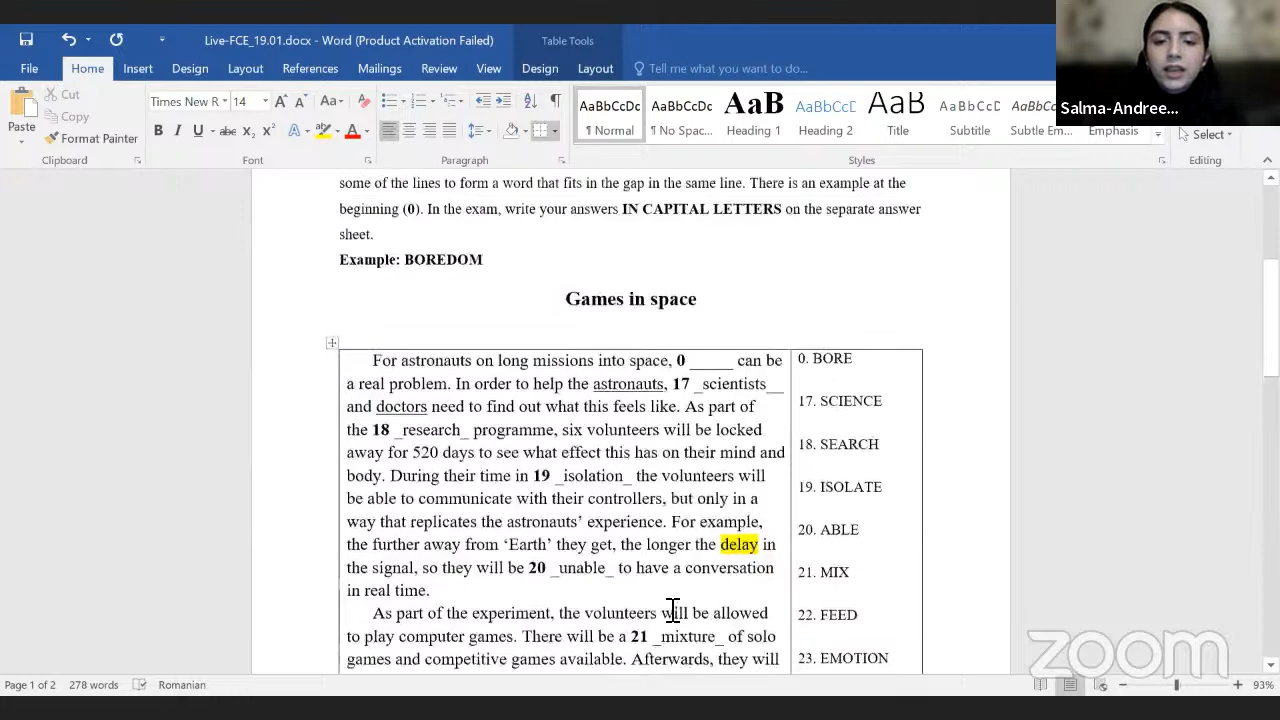 Live-FCE_19.01.docx - Word (Product Activation Failed)
Table Tools
File Home Insert Design Layout References Mailings Review View Design Layout Tell me what you want to do...
Salma-Andree...
Paste
Cut
Copy
Format Painter
Times New R 14
AaBbCcDc AaBbCcDc AaB AaBbCcD AaB AaBbCcD AaBbCcDc
¶ Normal ¶ No Spac... Heading 1 Heading 2 Title Subtitle Subtle Em... Emphasis
Select
Clipboard Font Paragraph Styles Editing
some of the lines to form a word that fits in the gap in the same line. There is an example at the
beginning (0). In the exam, write your answers IN CAPITAL LETTERS on the separate answer
sheet.
Example: BOREDOM
Games in space
For astronauts on long missions into space, 0 _____ can be
a real problem. In order to help the astronauts, 17 _scientists__
and doctors need to find out what this feels like. As part of
the 18 _research_ programme, six volunteers will be locked
away for 520 days to see what effect this has on their mind and
body. During their time in 19 _isolation_ the volunteers will
be able to communicate with their controllers, but only in a
way that replicates the astronauts’ experience. For example,
the further away from ‘Earth’ they get, the longer the delay in
the signal, so they will be 20 _unable_ to have a conversation
in real time.
As part of the experiment, the volunteers will be allowed
to play computer games. There will be a 21 _mixture_ of solo
games and competitive games available. Afterwards, they will
0. BORE
17. SCIENCE
18. SEARCH
19. ISOLATE
20. ABLE
21. MIX
22. FEED
23. EMOTION
zoom
Page 1 of 2 278 words Romanian 93%